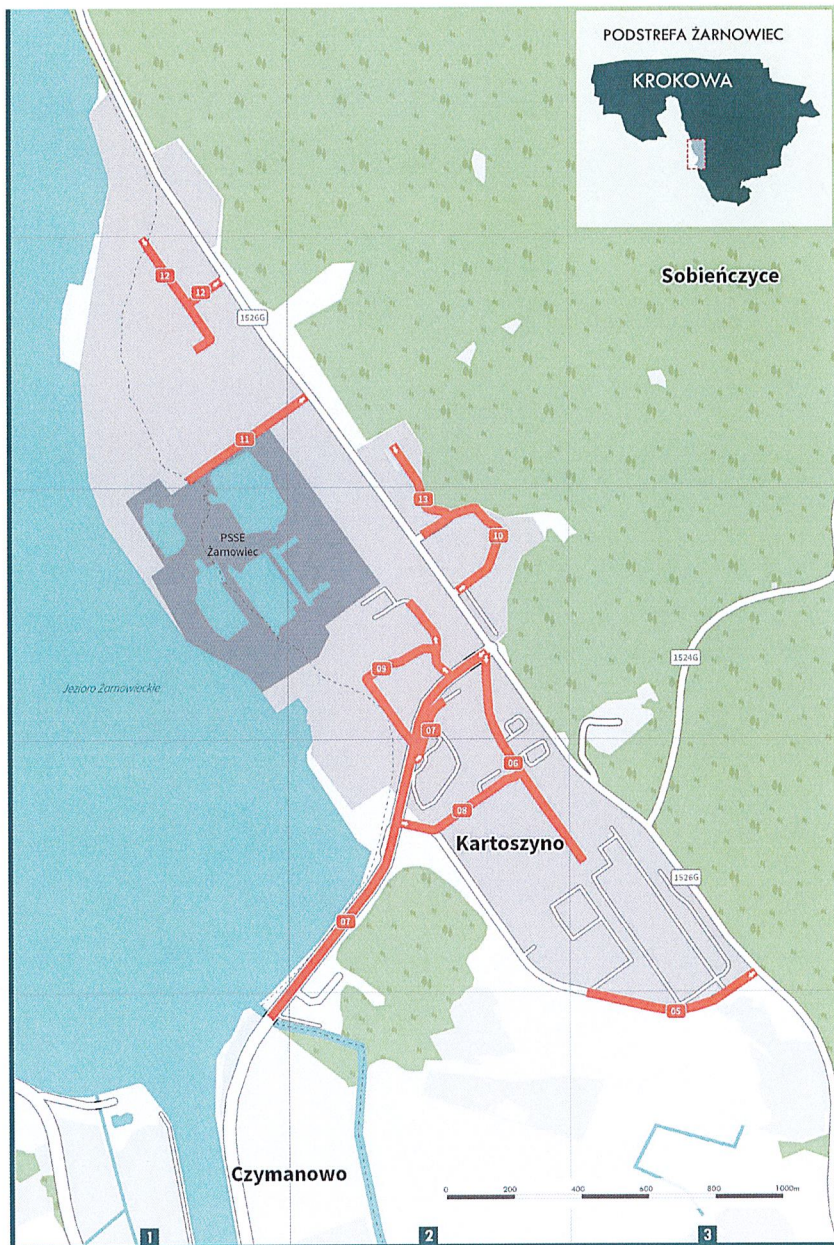 PODSTREFA ŻARNOWIEC
KROKOWA
Sobieńczyce
12
12
1526G
11
13
10
PSSE
Żarnowiec
1524G
09
Jezioro Żarnowieckie
07
06
08
Kartoszyno
1526G
07
05
Czymanowo
0 200 400 600 800 1000m
1 2 3